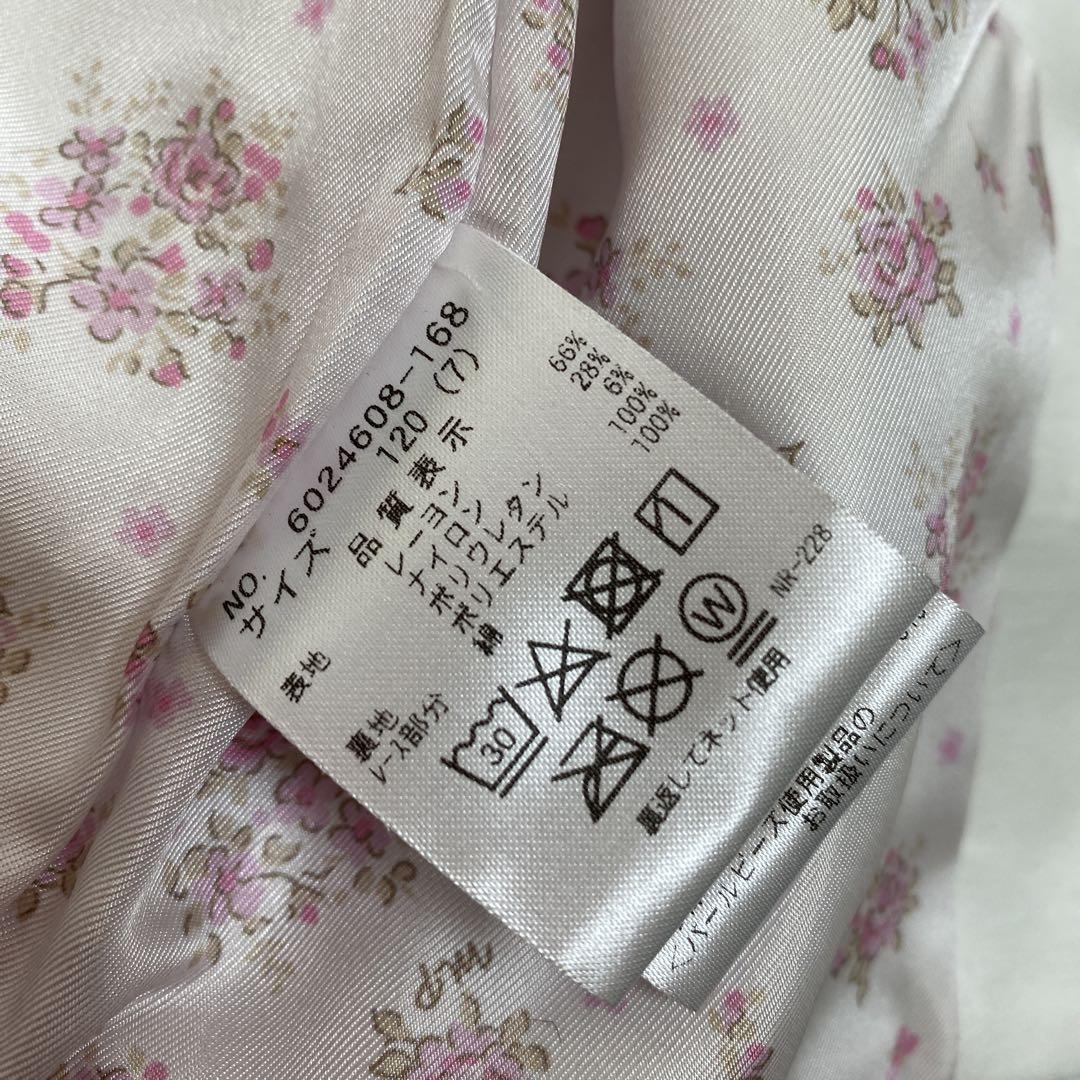 NO. 6024608-168
サイズ 120 (7)
品質表示
表地 レーヨン 66%
ナイロン 28%
ポリウレタン 6%
裏地 ポリエステル 100%
レース部分 綿 100%
30
W
NR-228
裏返してネット使用
＜パールビーズ使用製品の
お取扱いについて＞